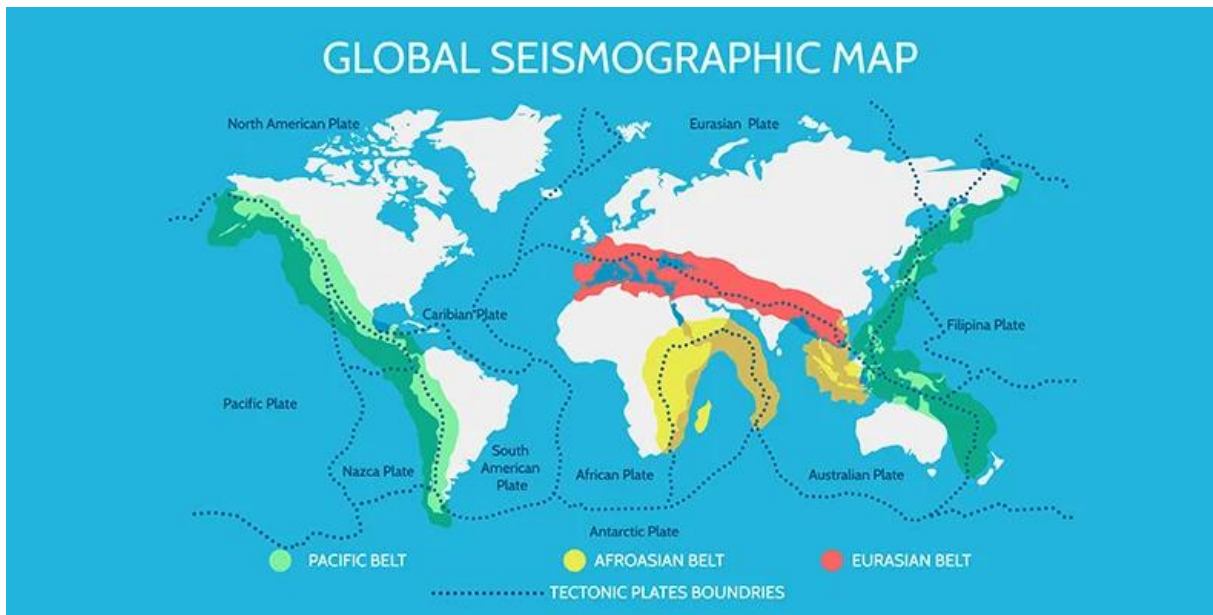 GLOBAL SEISMOGRAPHIC MAP
North American Plate
Eurasian Plate
Caribian Plate
Filipina Plate
Pacific Plate
Nazca Plate
South
American
Plate
African Plate
Australian Plate
Antarctic Plate
PACIFIC BELT
AFROASIAN BELT
EURASIAN BELT
TECTONIC PLATES BOUNDRIES